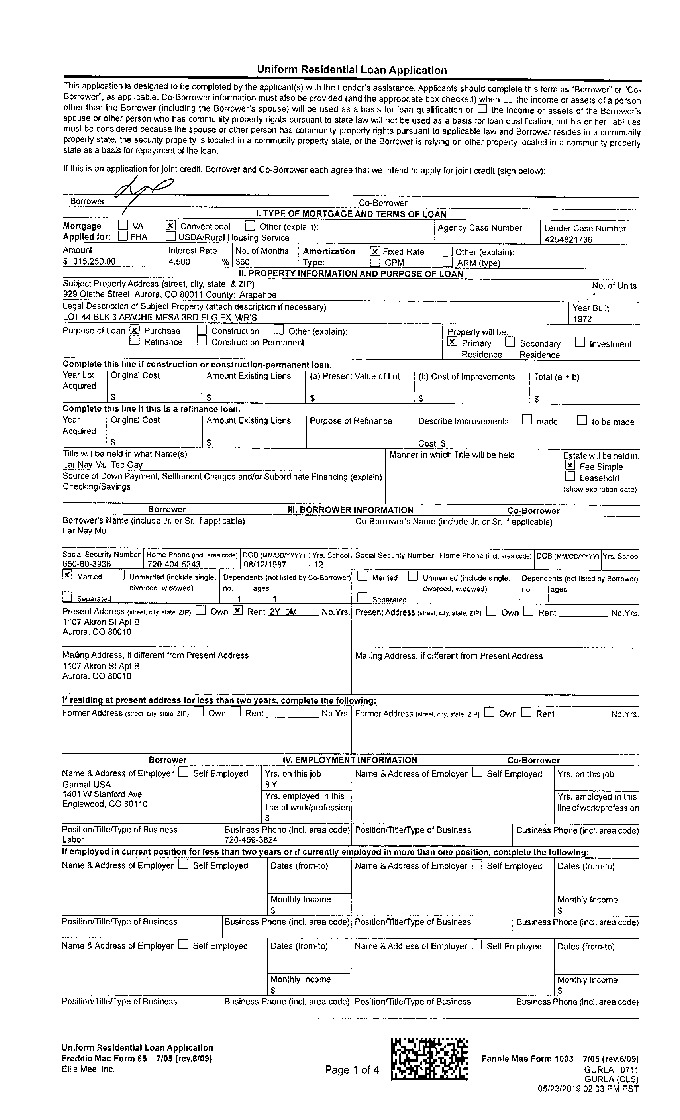 Uniform Residential Loan Application
This application is designed to be completed by the applicant(s) with the Lender's assistance. Applicants should complete this form as "Borrower" or "Co-
Borrower", as applicable. Co-Borrower information must also be provided (and the appropriate box checked) when the income or assets of a person
other than the Borrower (including the Borrower's spouse) will be used as a basis for loan qualification or the income or assets of the Borrower's
spouse or other person who has community property rights pursuant to state law will not be used as a basis for loan qualification, but his or her liabilities
must be considered because the spouse or other person has community property rights pursuant to applicable law and Borrower resides in a community
property state, the security property is located in a community property state, or the Borrower is relying on other property located in a community property
state as a basis for repayment of the loan.
If this is an application for joint credit, Borrower and Co-Borrower each agree that we intend to apply for joint credit (sign below):
Borrower Co-Borrower
I. TYPE OF MORTGAGE AND TERMS OF LOAN
Mortgage VA X Conventional Other (explain): Agency Case Number Lender Case Number
Applied for: FHA USDA/Rural Housing Service
Amount Interest Rate No. of Months Amortization X Fixed Rate Other (explain):
$ 4.500 % 360 Type: GPM ARM (type)
II. PROPERTY INFORMATION AND PURPOSE OF LOAN
Subject Property Address (street, city, state, & ZIP) No. of Units
929 Olathe Street, Aurora, CO 80011 County: Arapahoe
Legal Description of Subject Property (attach description if necessary) Year Built
LOT 44 BLK 3 APACHE MESA 3RD FLG EX M/R'S 1972
Purpose of Loan X Purchase Construction Other (explain): Property will be:
Refinance Construction-Permanent X Primary Residence Secondary Residence Investment
Complete this line if construction or construction-permanent loan.
Year Lot Acquired Original Cost Amount Existing Liens (a) Present Value of Lot (b) Cost of Improvements Total (a + b)
$ $ $ $ $
Complete this line if this is a refinance loan.
Year Acquired Original Cost Amount Existing Liens Purpose of Refinance Describe Improvements made to be made
$ $ Cost: $
Title will be held in what Name(s) Manner in which Title will be held Estate will be held in:
X Fee Simple
Source of Down Payment, Settlement Charges and/or Subordinate Financing (explain) Leasehold
Checking/Savings (show expiration date)
Borrower III. BORROWER INFORMATION Co-Borrower
Borrower's Name (include Jr. or Sr. if applicable) Co-Borrower's Name (include Jr. or Sr. if applicable)
Nay Mu
Social Security Number Home Phone (incl. area code) DOB (MM/DD/YYYY) Yrs. School Social Security Number Home Phone (incl. area code) DOB (MM/DD/YYYY) Yrs. School
12
X Married Unmarried (include single, divorced, widowed) Dependents (not listed by Co-Borrower) Married Unmarried (include single, divorced, widowed) Dependents (not listed by Borrower)
Separated no. ages Separated no. ages
Present Address (street, city, state, ZIP) Own X Rent No. Yrs. Present Address (street, city, state, ZIP) Own Rent No. Yrs.
1107 Akron St Apt B
Aurora, CO 80010
Mailing Address, if different from Present Address Mailing Address, if different from Present Address
1107 Akron St Apt B
Aurora, CO 80010
If residing at present address for less than two years, complete the following:
Former Address (street, city, state, ZIP) Own Rent No. Yrs. Former Address (street, city, state, ZIP) Own Rent No. Yrs.
Borrower IV. EMPLOYMENT INFORMATION Co-Borrower
Name & Address of Employer Self Employed Yrs. on this job Name & Address of Employer Self Employed Yrs. on this job
USA
1401 W Stanford Ave Yrs. employed in this Yrs. employed in this
Englewood, CO 80110 line of work/profession line of work/profession
Position/Title/Type of Business Business Phone (incl. area code) Position/Title/Type of Business Business Phone (incl. area code)
Labor
If employed in current position for less than two years or if currently employed in more than one position, complete the following:
Name & Address of Employer Self Employed Dates (from-to) Name & Address of Employer Self Employed Dates (from-to)
Monthly Income Monthly Income
$ $
Position/Title/Type of Business Business Phone (incl. area code) Position/Title/Type of Business Business Phone (incl. area code)
Name & Address of Employer Self Employed Dates (from-to) Name & Address of Employer Self Employed Dates (from-to)
Monthly Income Monthly Income
$ $
Position/Title/Type of Business Business Phone (incl. area code) Position/Title/Type of Business Business Phone (incl. area code)
Uniform Residential Loan Application
Freddie Mac Form 65 7/05 (rev.6/09) Fannie Mae Form 1003 7/05 (rev.6/09)
Ellie Mae, Inc. Page 1 of 4 GURLA 0711
GURLA (CLS)
05/23/2019 02:03 PM PST